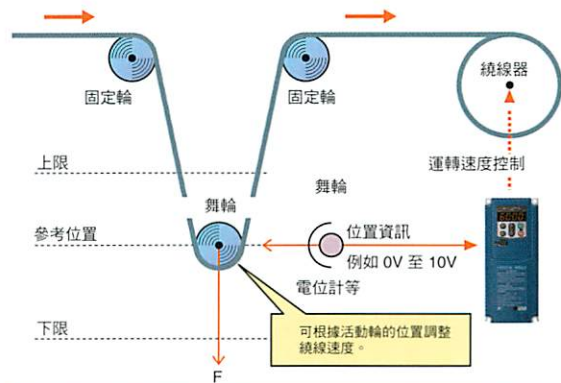 繞線器
固定輪
固定輪
運轉速度控制
上限
舞輪
舞輪
參考位置
位置資訊
例如 0V 至 10V
電位計等
可根據活動輪的位置調整
繞線速度。
下限
F